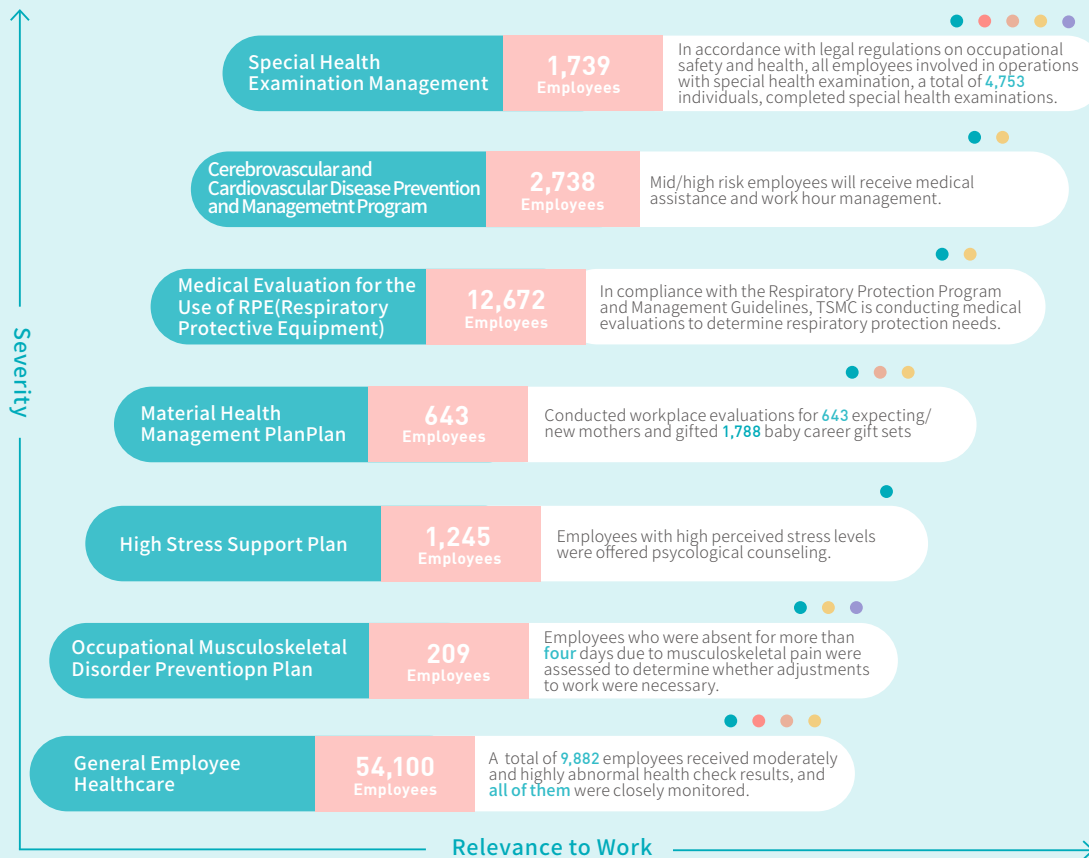 Special Health
Examination Management
1,739
Employees
In accordance with legal regulations on occupational
safety and health, all employees involved in operations
with special health examination, a total of 4,753
individuals, completed special health examinations.
Cerebrovascular and
Cardiovascular Disease Prevention
and Managemetnt Program
2,738
Employees
Mid/high risk employees will receive medical
assistance and work hour management.
Medical Evaluation for the
Use of RPE(Respiratory
Protective Equipment)
12,672
Employees
In compliance with the Respiratory Protection Program
and Management Guidelines, TSMC is conducting medical
evaluations to determine respiratory protection needs.
Severity
Material Health
Management PlanPlan
643
Employees
Conducted workplace evaluations for 643 expecting/
new mothers and gifted 1,788 baby career gift sets
High Stress Support Plan
1,245
Employees
Employees with high perceived stress levels
were offered psycological counseling.
Occupational Musculoskeletal
Disorder Preventiopn Plan
209
Employees
Employees who were absent for more than
four days due to musculoskeletal pain were
assessed to determine whether adjustments
to work were necessary.
General Employee
Healthcare
54,100
Employees
A total of 9,882 employees received moderately
and highly abnormal health check results, and
all of them were closely monitored.
Relevance to Work